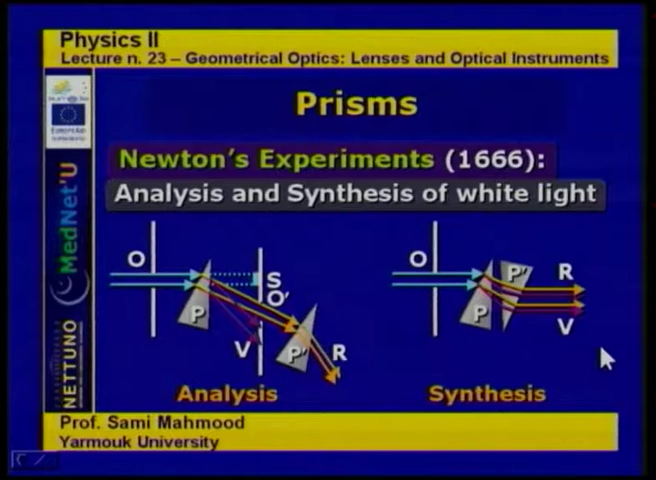 Physics II
Lecture n. 23 – Geometrical Optics: Lenses and Optical Instruments
Prisms
Newton's Experiments (1666):
Analysis and Synthesis of white light
MedNet'U
NETTUNO
O
S
O'
P
V
P'
R
Analysis
O
P'
R
P
V
Synthesis
Prof. Sami Mahmood
Yarmouk University